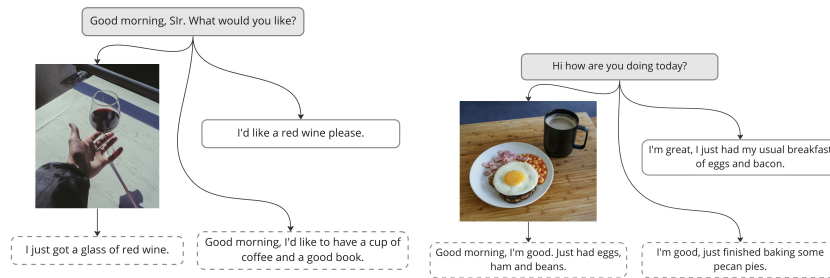 Good morning, SIr. What would you like?
I'd like a red wine please.
I just got a glass of red wine.
Good morning, I'd like to have a cup of
coffee and a good book.
Hi how are you doing today?
I'm great, I just had my usual breakfast
of eggs and bacon.
Good morning, I'm good. Just had eggs,
ham and beans.
I'm good, just finished baking some
pecan pies.